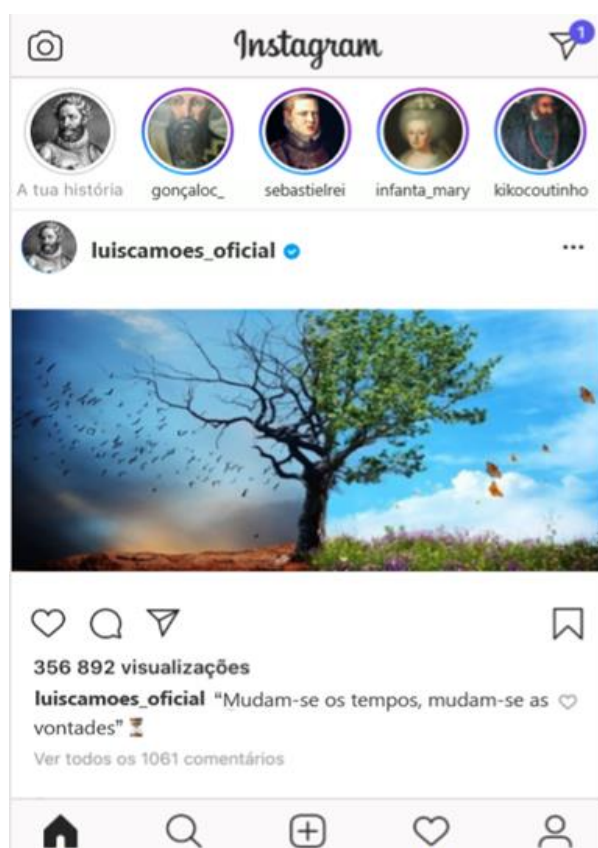 Instagram
1
A tua história
gonçaloc_
sebastielrei
infanta_mary
kikocoutinho
luiscamoes_oficial
356 892 visualizações
luiscamoes_oficial “Mudam-se os tempos, mudam-se as
vontades” ⏳
Ver todos os 1061 comentários